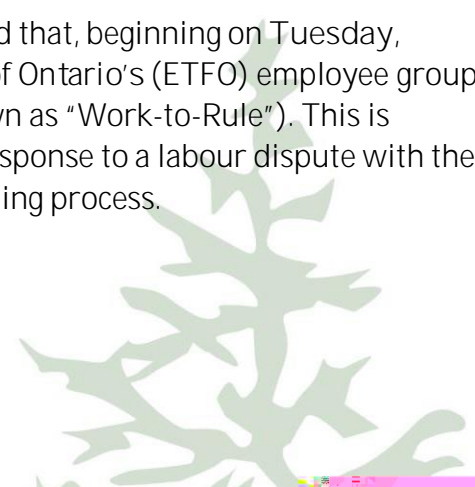 d that, beginning on Tuesday,
of Ontario's (ETFO) employee group
wn as “Work-to-Rule”). This is
sponse to a labour dispute with the
ing process.